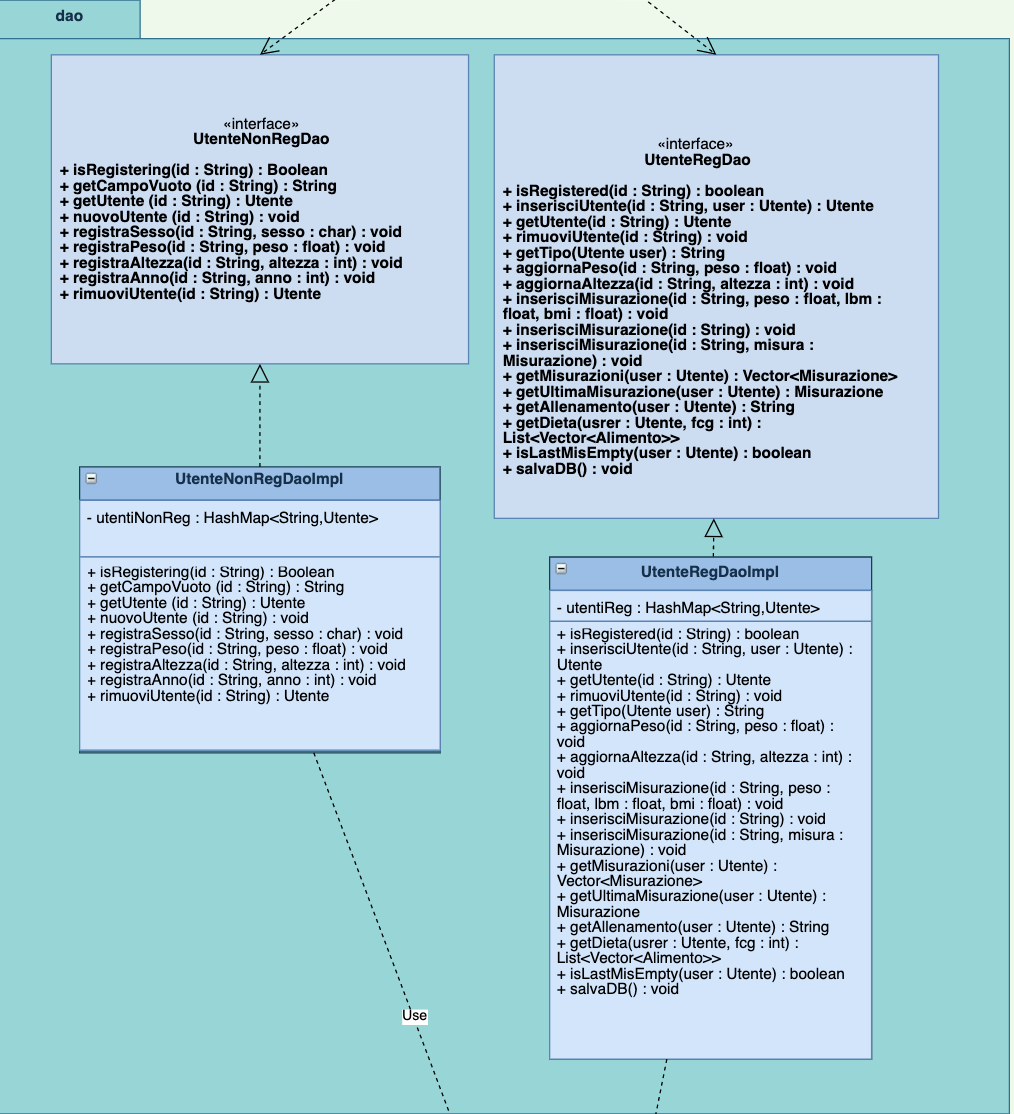 dao
«interface»
UtenteNonRegDao
+ isRegistering(id : String) : Boolean
+ getCampoVuoto (id : String) : String
+ getUtente (id : String) : Utente
+ nuovoUtente (id : String) : void
+ registraSesso(id : String, sesso : char) : void
+ registraPeso(id : String, peso : float) : void
+ registraAltezza(id : String, altezza : int) : void
+ registraAnno(id : String, anno : int) : void
+ rimuoviUtente(id : String) : Utente
«interface»
UtenteRegDao
+ isRegistered(id : String) : boolean
+ inserisciUtente(id : String, user : Utente) : Utente
+ getUtente(id : String) : Utente
+ rimuoviUtente(id : String) : void
+ getTipo(Utente user) : String
+ aggiornaPeso(id : String, peso : float) : void
+ aggiornaAltezza(id : String, altezza : int) : void
+ inserisciMisurazione(id : String, peso : float, lbm :
float, bmi : float) : void
+ inserisciMisurazione(id : String) : void
+ inserisciMisurazione(id : String, misura :
Misurazione) : void
+ getMisurazioni(user : Utente) : Vector<Misurazione>
+ getUltimaMisurazione(user : Utente) : Misurazione
+ getAllenamento(user : Utente) : String
+ getDieta(usrer : Utente, fcg : int) :
List<Vector<Alimento>>
+ isLastMisEmpty(user : Utente) : boolean
+ salvaDB() : void
UtenteNonRegDaoImpl
- utentiNonReg : HashMap<String,Utente>
+ isRegistering(id : String) : Boolean
+ getCampoVuoto (id : String) : String
+ getUtente (id : String) : Utente
+ nuovoUtente (id : String) : void
+ registraSesso(id : String, sesso : char) : void
+ registraPeso(id : String, peso : float) : void
+ registraAltezza(id : String, altezza : int) : void
+ registraAnno(id : String, anno : int) : void
+ rimuoviUtente(id : String) : Utente
UtenteRegDaoImpl
- utentiReg : HashMap<String,Utente>
+ isRegistered(id : String) : boolean
+ inserisciUtente(id : String, user : Utente) :
Utente
+ getUtente(id : String) : Utente
+ rimuoviUtente(id : String) : void
+ getTipo(Utente user) : String
+ aggiornaPeso(id : String, peso : float) :
void
+ aggiornaAltezza(id : String, altezza : int) :
void
+ inserisciMisurazione(id : String, peso :
float, lbm : float, bmi : float) : void
+ inserisciMisurazione(id : String) : void
+ inserisciMisurazione(id : String, misura :
Misurazione) : void
+ getMisurazioni(user : Utente) :
Vector<Misurazione>
+ getUltimaMisurazione(user : Utente) :
Misurazione
+ getAllenamento(user : Utente) : String
+ getDieta(usrer : Utente, fcg : int) :
List<Vector<Alimento>>
+ isLastMisEmpty(user : Utente) : boolean
+ salvaDB() : void
Use